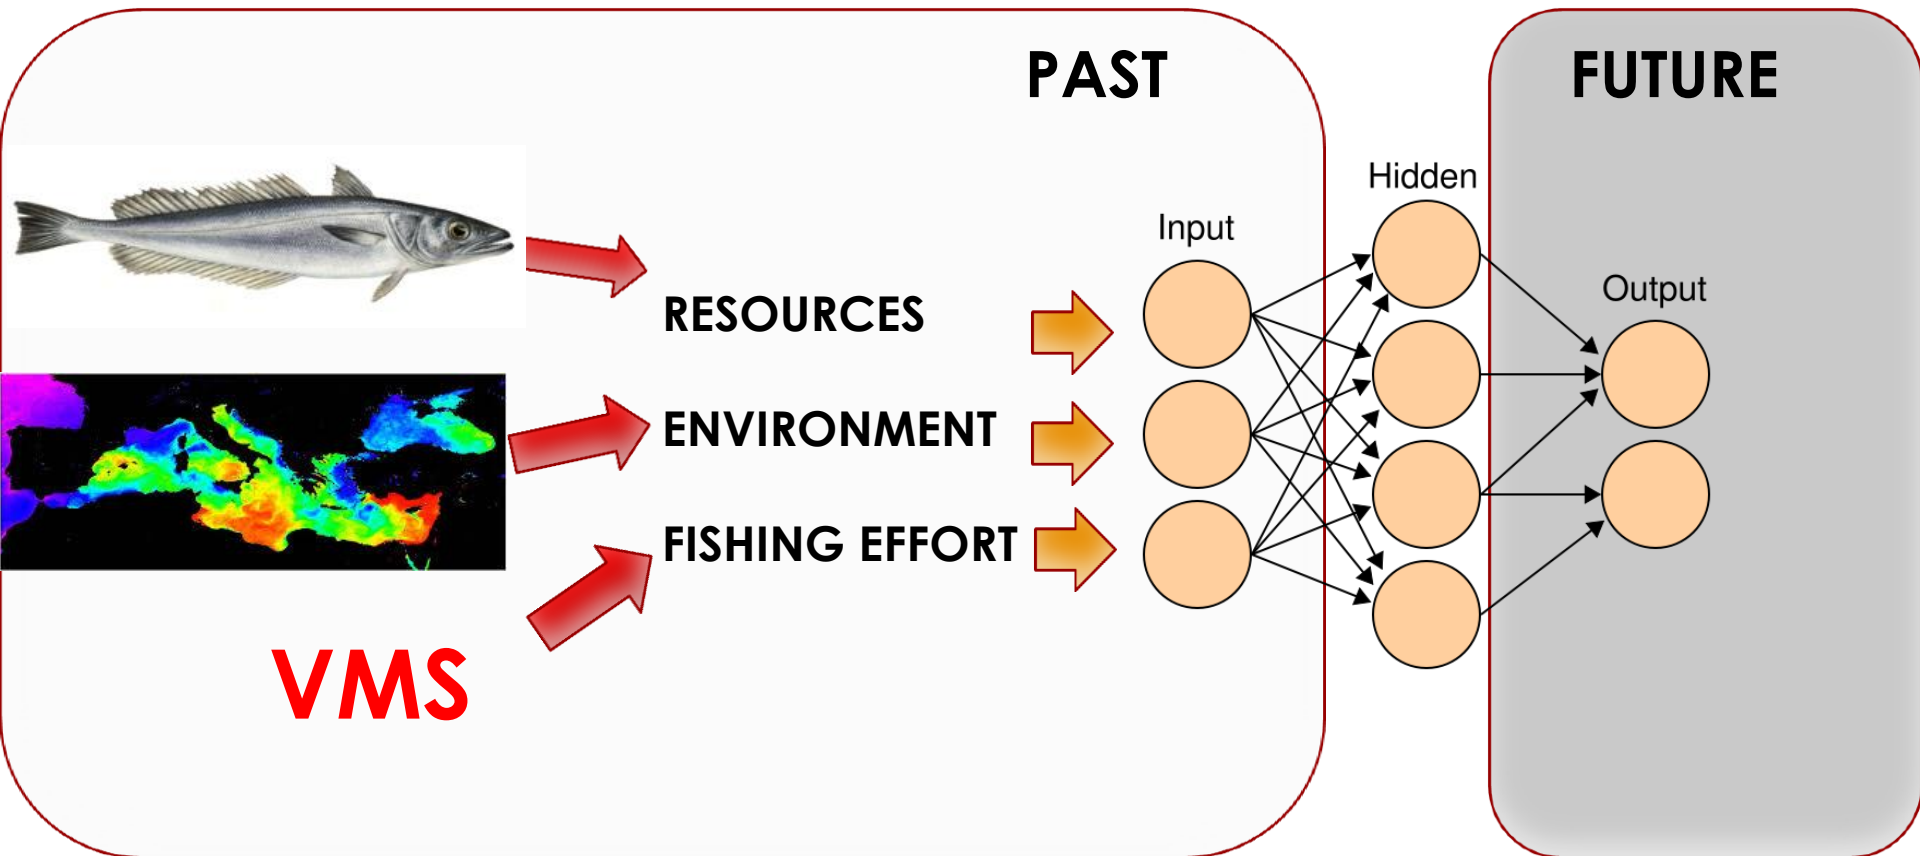 PAST
FUTURE
Hidden
Input
Output
RESOURCES
ENVIRONMENT
FISHING EFFORT
VMS